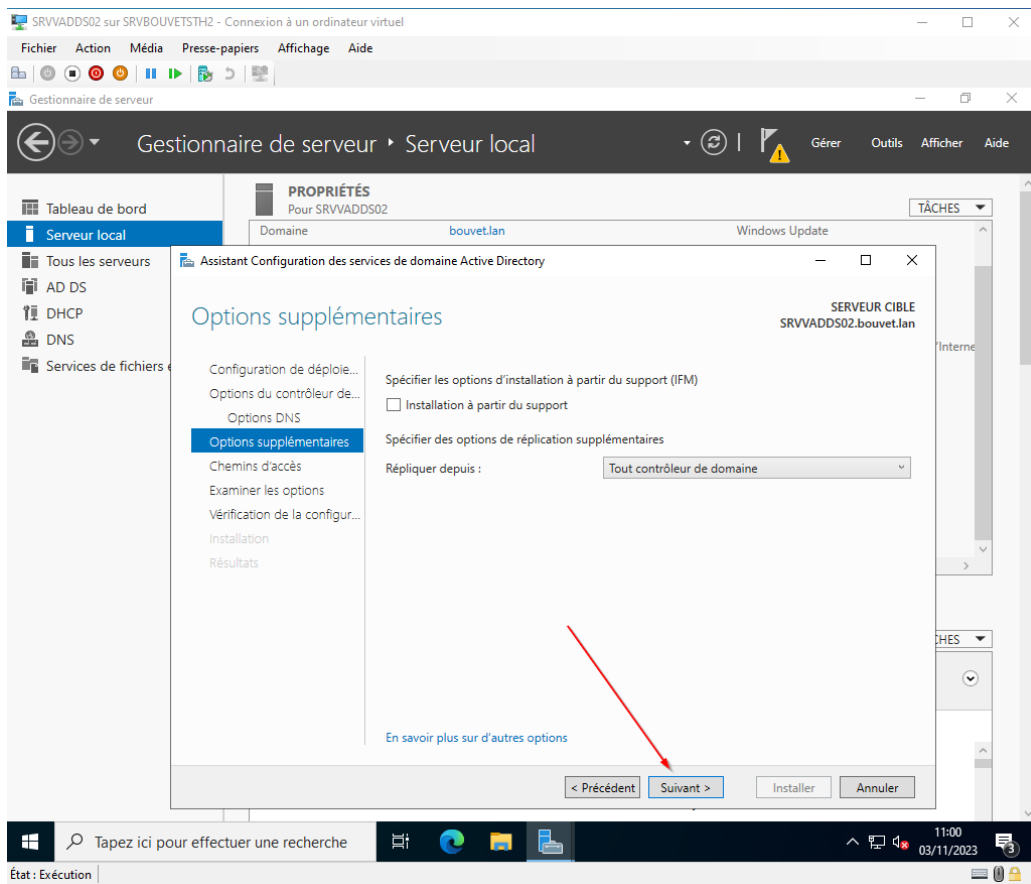 SRVVADDS02 sur SRVBOUVETSTH2 - Connexion à un ordinateur virtuel
Fichier Action Média Presse-papiers Affichage Aide
Gestionnaire de serveur
Gestionnaire de serveur ‣ Serveur local
Gérer Outils Afficher Aide
Tableau de bord
Serveur local
Tous les serveurs
AD DS
DHCP
DNS
Services de fichiers e
PROPRIÉTÉS
Pour SRVVADDS02
TÂCHES
Domaine bouvet.lan Windows Update
Assistant Configuration des services de domaine Active Directory
Options supplémentaires
SERVEUR CIBLE
SRVVADDS02.bouvet.lan
Configuration de déploie...
Options du contrôleur de...
Options DNS
Options supplémentaires
Chemins d'accès
Examiner les options
Vérification de la configur...
Installation
Résultats
Spécifier les options d'installation à partir du support (IFM)
Installation à partir du support
Spécifier des options de réplication supplémentaires
Répliquer depuis : Tout contrôleur de domaine
En savoir plus sur d'autres options
< Précédent Suivant > Installer Annuler
'Interne
CHES
Tapez ici pour effectuer une recherche
11:00
03/11/2023
3
État : Exécution